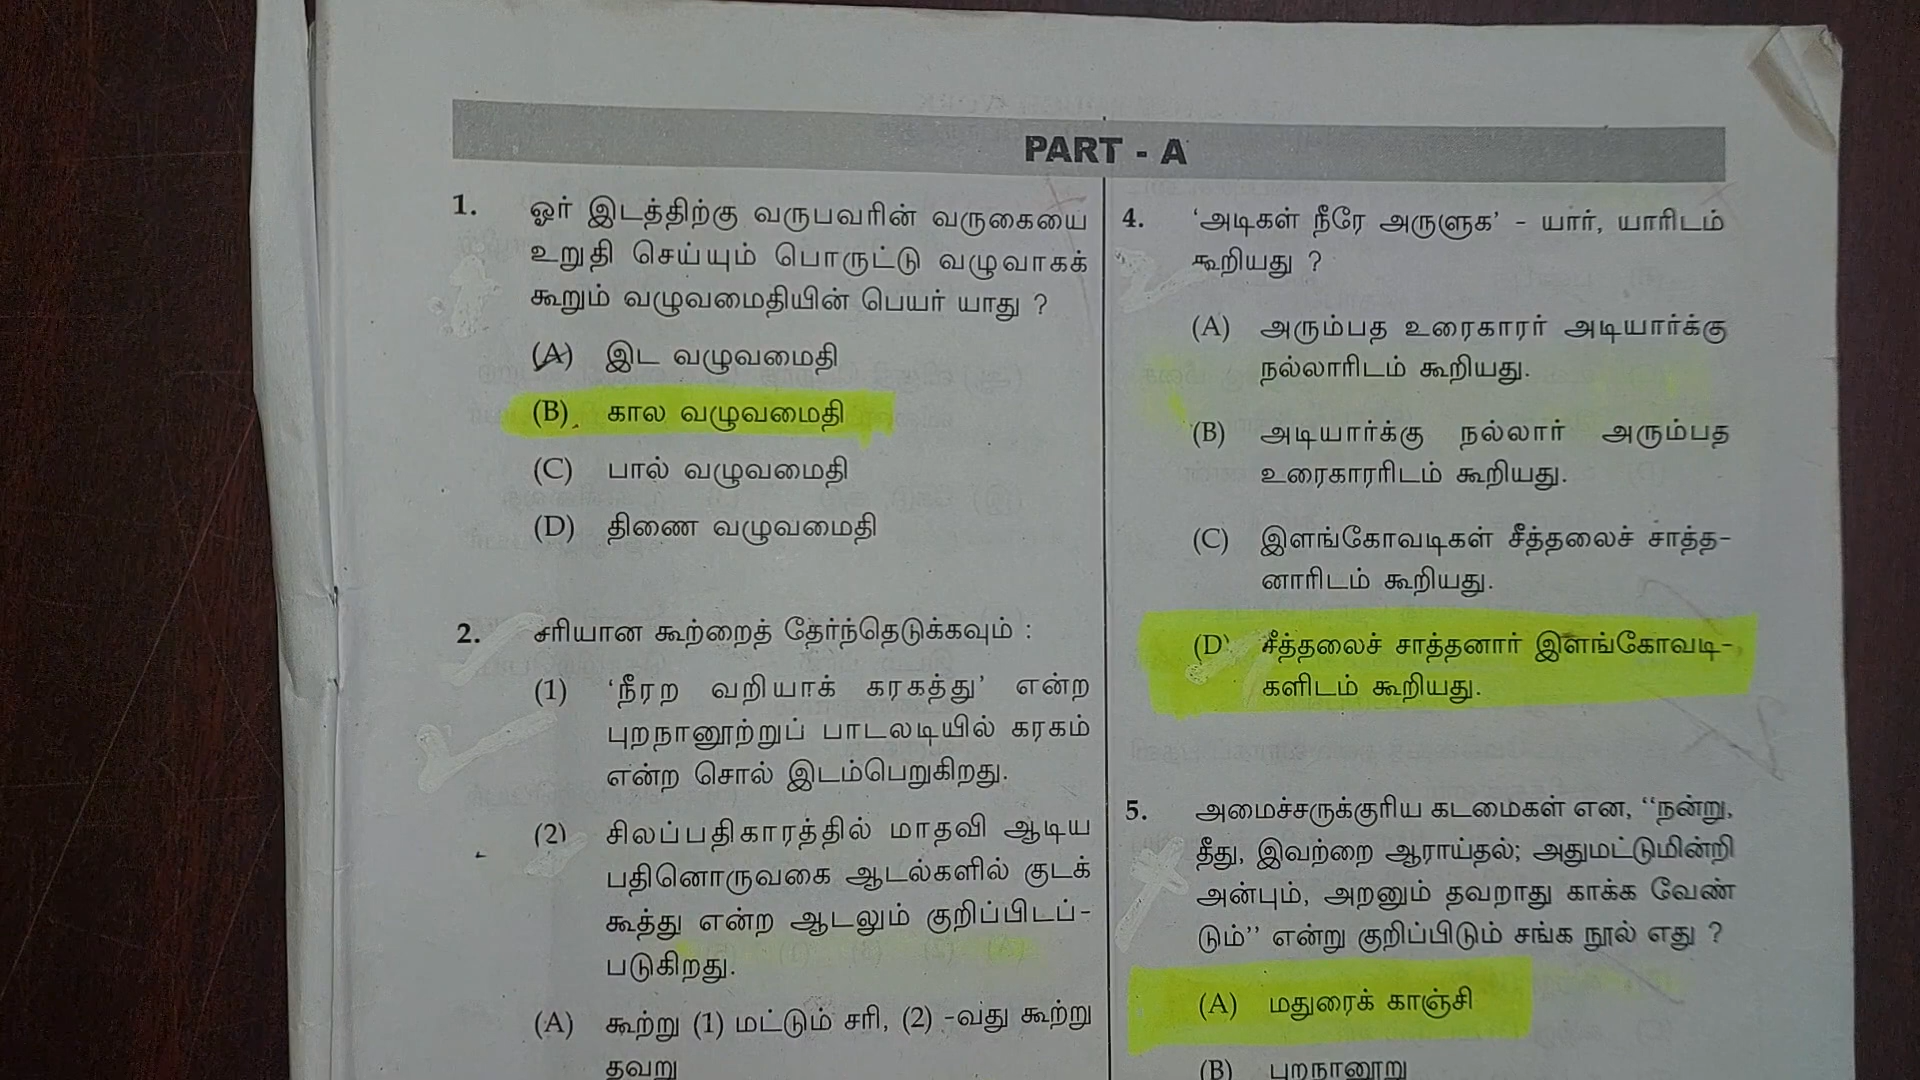 PART - A
1. ஓர் இடத்திற்கு வருபவரின் வருகையை
உறுதி செய்யும் பொருட்டு வழுவாகக்
கூறும் வழுவமைதியின் பெயர் யாது ?
(A) இட வழுவமைதி
(B) கால வழுவமைதி
(C) பால் வழுவமைதி
(D) திணை வழுவமைதி
2. சரியான கூற்றைத் தேர்ந்தெடுக்கவும் :
(1) ‘நீரற வறியாக் கரகத்து’ என்ற
புறநானூற்றுப் பாடலடியில் கரகம்
என்ற சொல் இடம்பெறுகிறது.
(2) சிலப்பதிகாரத்தில் மாதவி ஆடிய
பதினொருவகை ஆடல்களில் குடக்
கூத்து என்ற ஆடலும் குறிப்பிடப்-
படுகிறது.
(A) கூற்று (1) மட்டும் சரி, (2) -வது கூற்று
தவறு
4. ‘அடிகள் நீரே அருளுக’ - யார், யாரிடம்
கூறியது ?
(A) அரும்பத உரைகாரர் அடியார்க்கு
நல்லாரிடம் கூறியது.
(B) அடியார்க்கு நல்லார் அரும்பத
உரைகாரரிடம் கூறியது.
(C) இளங்கோவடிகள் சீத்தலைச் சாத்த-
னாரிடம் கூறியது.
(D) சீத்தலைச் சாத்தனார் இளங்கோவடி-
களிடம் கூறியது.
5. அமைச்சருக்குரிய கடமைகள் என, “நன்று,
தீது, இவற்றை ஆராய்தல்; அதுமட்டுமின்றி
அன்பும், அறனும் தவறாது காக்க வேண்
டும்” என்று குறிப்பிடும் சங்க நூல் எது ?
(A) மதுரைக் காஞ்சி
(B) புறநானூறு